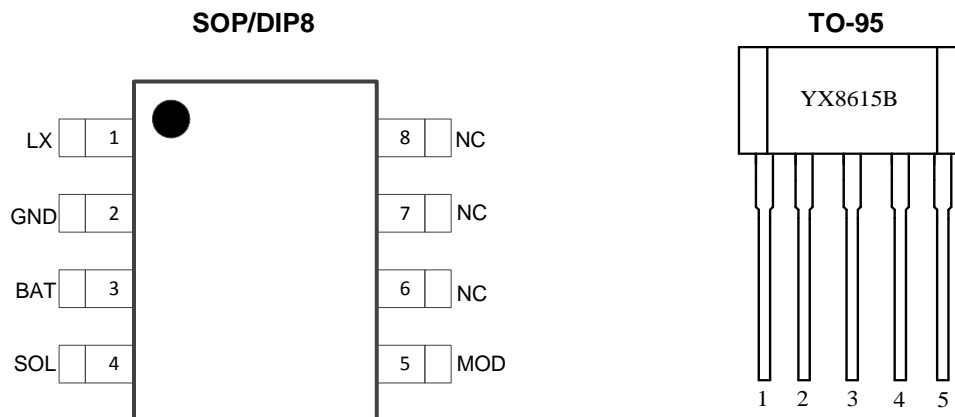 SOP/DIP8
LX 1 8 NC
GND 2 7 NC
BAT 3 6 NC
SOL 4 5 MOD
TO-95
YX8615B
1 2 3 4 5